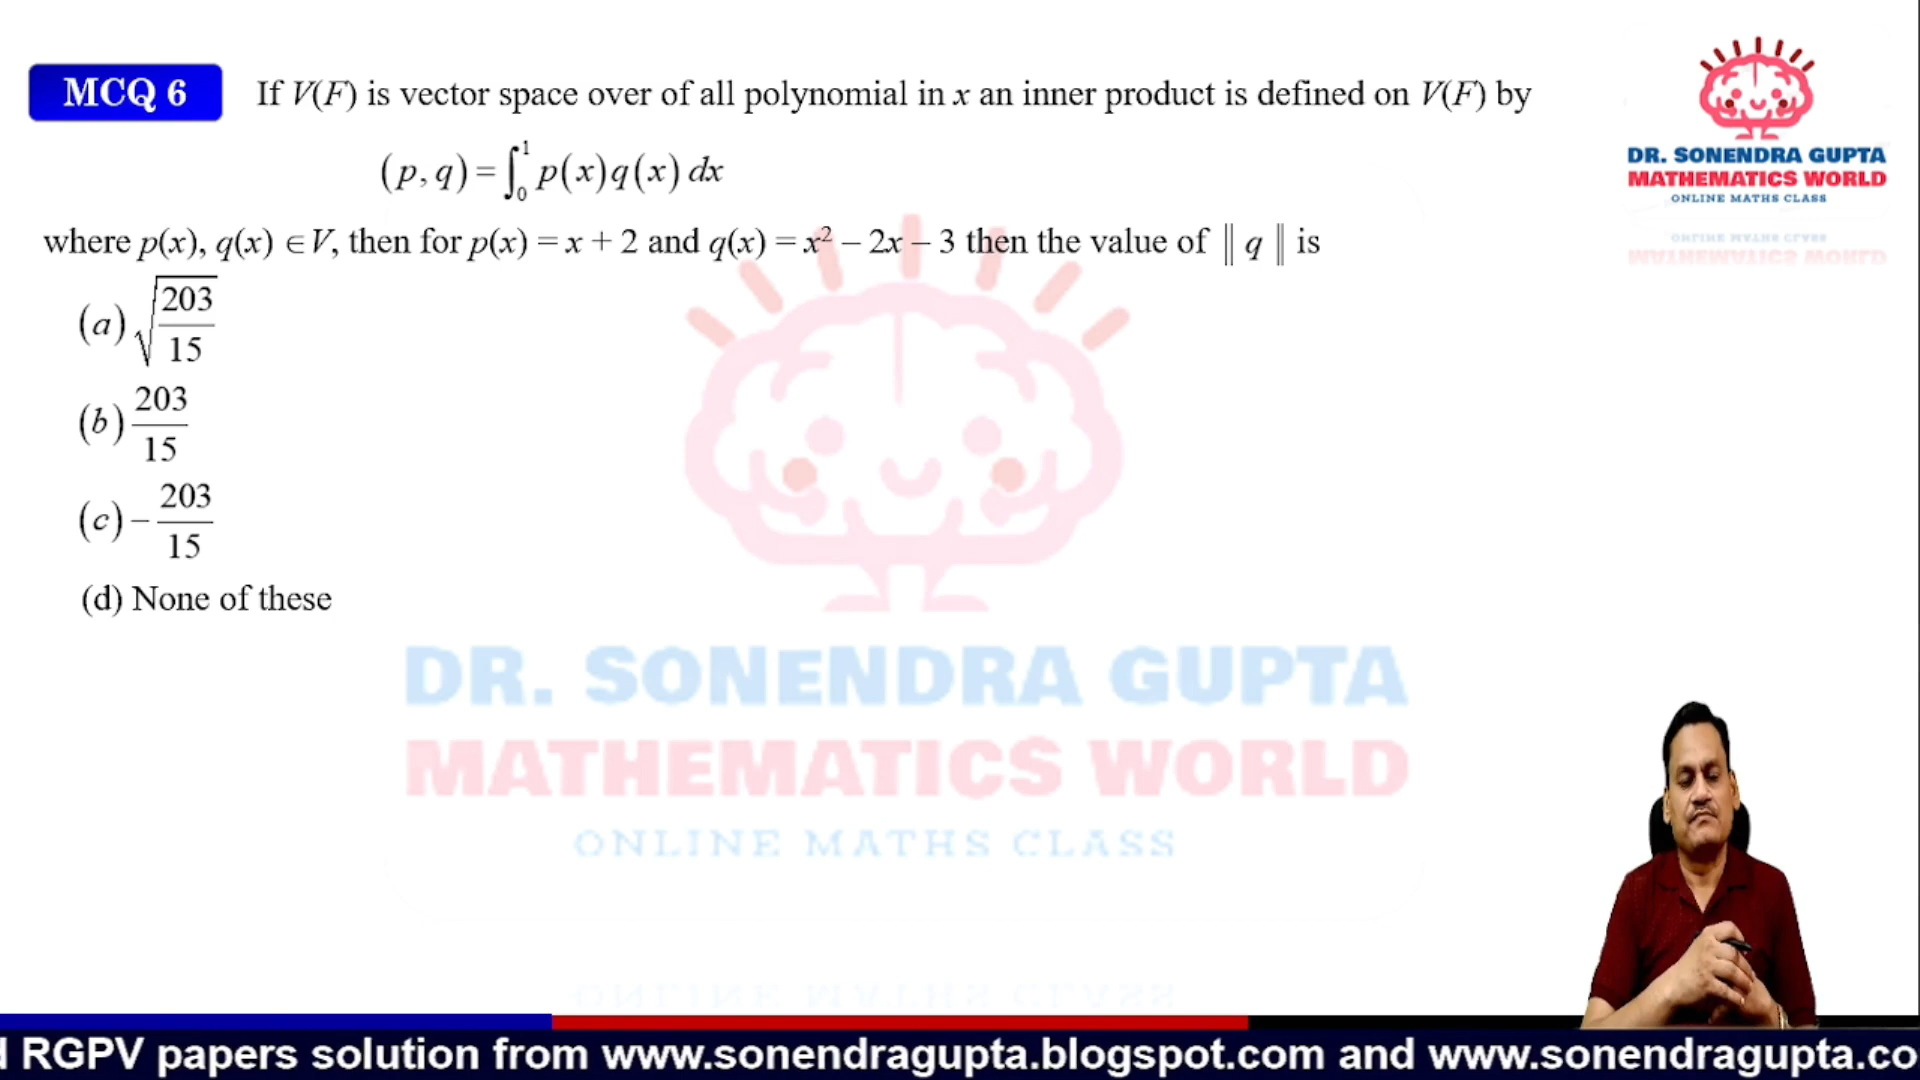 MCQ 6 If V(F) is vector space over of all polynomial in x an inner product is defined on V(F) by
(p, q) = ∫₀¹ p(x) q(x) dx
where p(x), q(x) ∈ V, then for p(x) = x + 2 and q(x) = x² – 2x – 3 then the value of ‖ q ‖ is
(a) √(203/15)
(b) 203/15
(c) – 203/15
(d) None of these
DR. SONENDRA GUPTA
MATHEMATICS WORLD
ONLINE MATHS CLASS
DR. SONENDRA GUPTA
MATHEMATICS WORLD
ONLINE MATHS CLASS
RGPV papers solution from www.sonendragupta.blogspot.com and www.sonendragupta.co